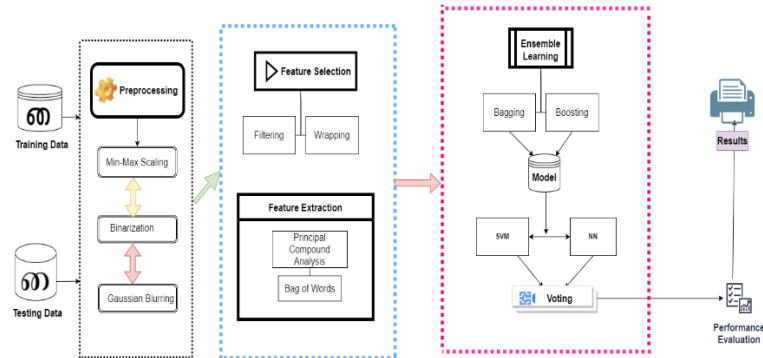 ത
Training Data
ത
Testing Data
Preprocessing
Min-Max Scaling
Binarization
Gaussian Blurring
Feature Selection
Filtering
Wrapping
Feature Extraction
Principal
Compound
Analysis
Bag of Words
Ensemble
Learning
Bagging
Boosting
Model
SVM
NN
Voting
Results
Performance
Evaluation